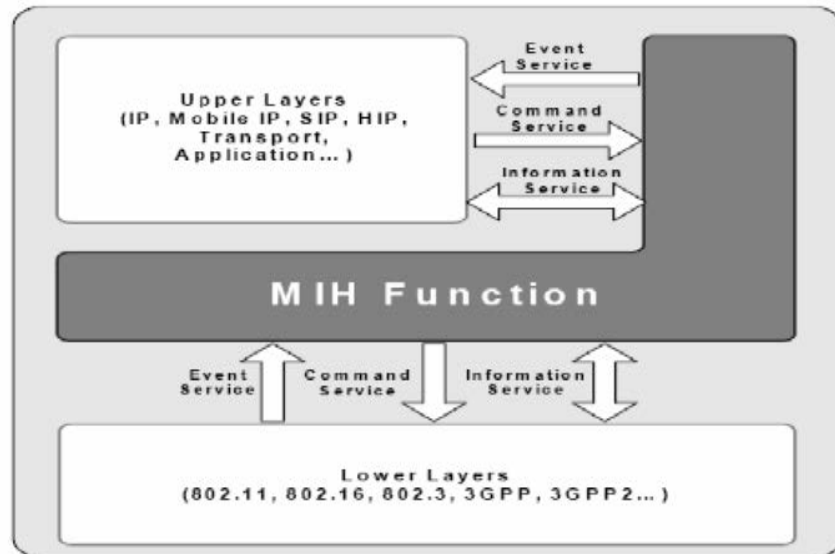 Upper Layers
(IP, Mobile IP, SIP, HIP,
Transport,
Application...)
Event
Service
Command
Service
Information
Service
MIH Function
Event
Service
Command
Service
Information
Service
Lower Layers
(802.11, 802.16, 802.3, 3GPP, 3GPP2...)